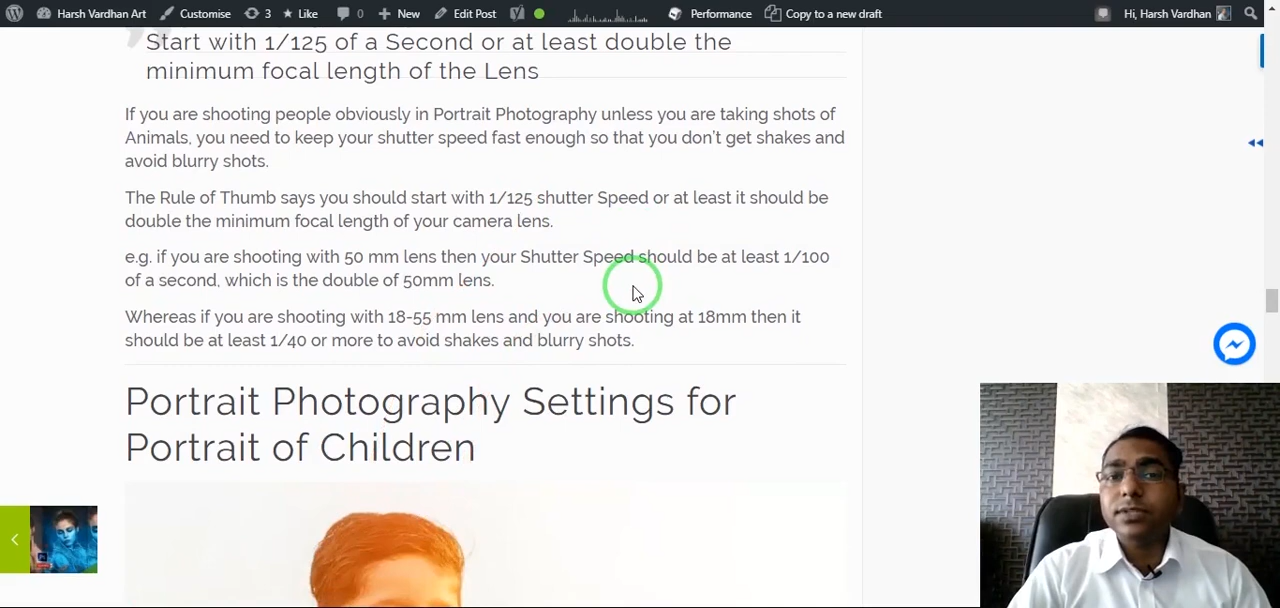 Harsh Vardhan Art Customise 3 Like 0 New Edit Post Performance Copy to a new draft Hi, Harsh Vardhan
Start with 1/125 of a Second or at least double the
minimum focal length of the Lens
If you are shooting people obviously in Portrait Photography unless you are taking shots of
Animals, you need to keep your shutter speed fast enough so that you don't get shakes and
avoid blurry shots.
The Rule of Thumb says you should start with 1/125 shutter Speed or at least it should be
double the minimum focal length of your camera lens.
e.g. if you are shooting with 50 mm lens then your Shutter Speed should be at least 1/100
of a second, which is the double of 50mm lens.
Whereas if you are shooting with 18-55 mm lens and you are shooting at 18mm then it
should be at least 1/40 or more to avoid shakes and blurry shots.
Portrait Photography Settings for
Portrait of Children